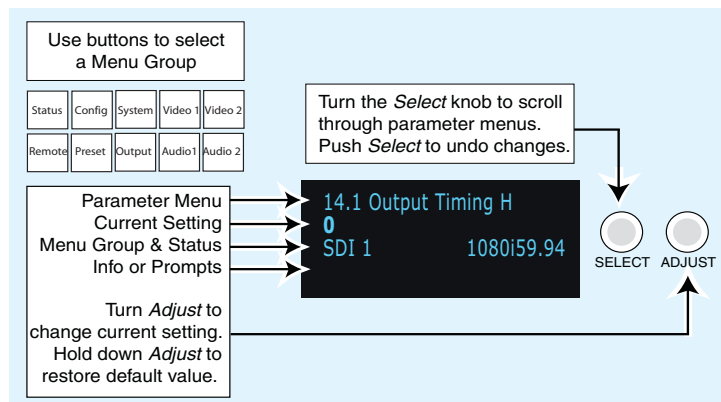 Use buttons to select
a Menu Group
Status Config System Video 1 Video 2
Remote Preset Output Audio1 Audio 2
Turn the Select knob to scroll
through parameter menus.
Push Select to undo changes.
Parameter Menu
Current Setting
Menu Group & Status
Info or Prompts
Turn Adjust to
change current setting.
Hold down Adjust to
restore default value.
14.1 Output Timing H
0
SDI 1 1080i59.94
SELECT ADJUST